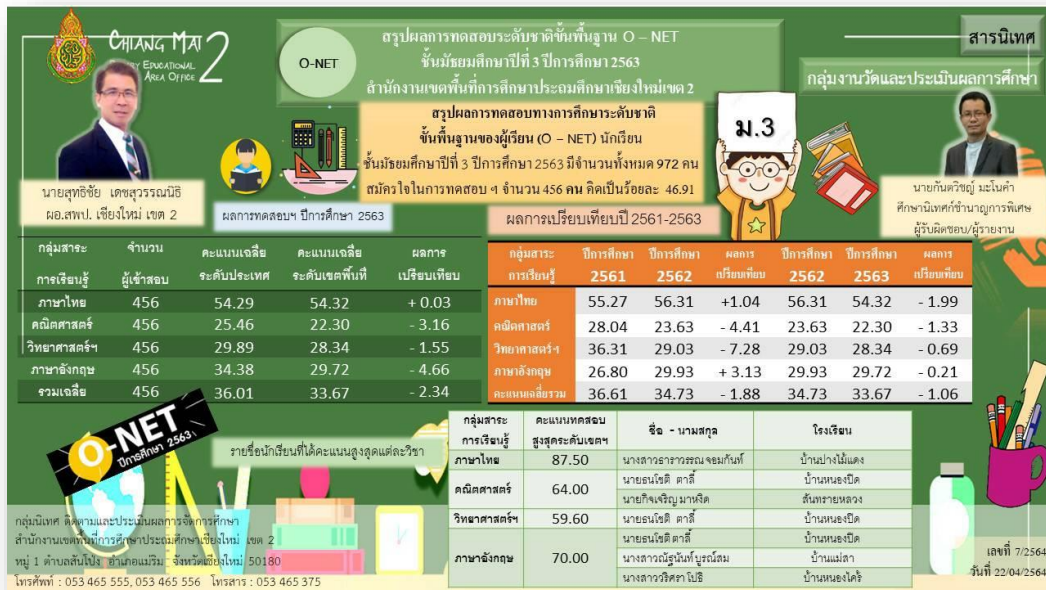 CHIANG MAI 2
EDUCATIONAL
AREA OFFICE
O-NET
สรุปผลการทดสอบระดับชาติขั้นพื้นฐาน O – NET
ชั้นมัธยมศึกษาปีที่ 3 ปีการศึกษา 2563
สำนักงานเขตพื้นที่การศึกษาประถมศึกษาเชียงใหม่เขต 2
สารนิเทศ
กลุ่มงานวัดและประเมินผลการศึกษา
สรุปผลการทดสอบทางการศึกษาระดับชาติ
ขั้นพื้นฐานของผู้เรียน (O – NET) นักเรียน
ชั้นมัธยมศึกษาปีที่ 3 ปีการศึกษา 2563 มีจำนวนทั้งหมด 972 คน
สมัครใจในการทดสอบ ฯ จำนวน 456 คน คิดเป็นร้อยละ 46.91
ม.3
นายสุทธิชัย เดชสุวรรณนิธิ
ผอ.สพป. เชียงใหม่ เขต 2
นายกันตวิชญ์ มะโนคำ
ศึกษานิเทศก์ชำนาญการพิเศษ
ผู้รับผิดชอบ/ผู้รายงาน
ผลการทดสอบฯ ปีการศึกษา 2563
กลุ่มสาระการเรียนรู้ จำนวนผู้เข้าสอบ คะแนนเฉลี่ยระดับประเทศ คะแนนเฉลี่ยระดับเขตพื้นที่ ผลการเปรียบเทียบ
ภาษาไทย 456 54.29 54.32 + 0.03
คณิตศาสตร์ 456 25.46 22.30 - 3.16
วิทยาศาสตร์ฯ 456 29.89 28.34 - 1.55
ภาษาอังกฤษ 456 34.38 29.72 - 4.66
รวมเฉลี่ย 456 36.01 33.67 - 2.34
ผลการเปรียบเทียบปี 2561-2563
กลุ่มสาระการเรียนรู้ ปีการศึกษา 2561 ปีการศึกษา 2562 ผลการเปรียบเทียบ ปีการศึกษา 2562 ปีการศึกษา 2563 ผลการเปรียบเทียบ
ภาษาไทย 55.27 56.31 +1.04 56.31 54.32 - 1.99
คณิตศาสตร์ 28.04 23.63 - 4.41 23.63 22.30 - 1.33
วิทยาศาสตร์ฯ 36.31 29.03 - 7.28 29.03 28.34 - 0.69
ภาษาอังกฤษ 26.80 29.93 + 3.13 29.93 29.72 - 0.21
คะแนนเฉลี่ยรวม 36.61 34.73 - 1.88 34.73 33.67 - 1.06
O-NET
ปีการศึกษา 2563
รายชื่อนักเรียนที่ได้คะแนนสูงสุดแต่ละวิชา
กลุ่มสาระการเรียนรู้ คะแนนทดสอบสูงสุดระดับเขตฯ ชื่อ - นามสกุล โรงเรียน
ภาษาไทย 87.50 นางสาวธาราวรรณ จอมกันท์ บ้านปางไม้แดง
คณิตศาสตร์ 64.00 นายธนโชติ ตาลี้ บ้านหนองปิด
นายกิจเจริญ มาหงิด สันทรายหลวง
วิทยาศาสตร์ฯ 59.60 นายธนโชติ ตาลี้ บ้านหนองปิด
ภาษาอังกฤษ 70.00 นายธนโชติ ตาลี้ บ้านหนองปิด
นางสาวณัฐนันท์ บูรณ์สม บ้านแม่สา
นางสาววริศรา โปธิ บ้านหนองไคร้
กลุ่มนิเทศ ติดตามและประเมินผลการจัดการศึกษา
สำนักงานเขตพื้นที่การศึกษาประถมศึกษาเชียงใหม่ เขต 2
หมู่ 1 ตำบลสันโป่ง อำเภอแม่ริม จังหวัดเชียงใหม่ 50180
โทรศัพท์ : 053 465 555, 053 465 556 โทรสาร : 053 465 375
เลขที่ 7/2564
วันที่ 22/04/2564